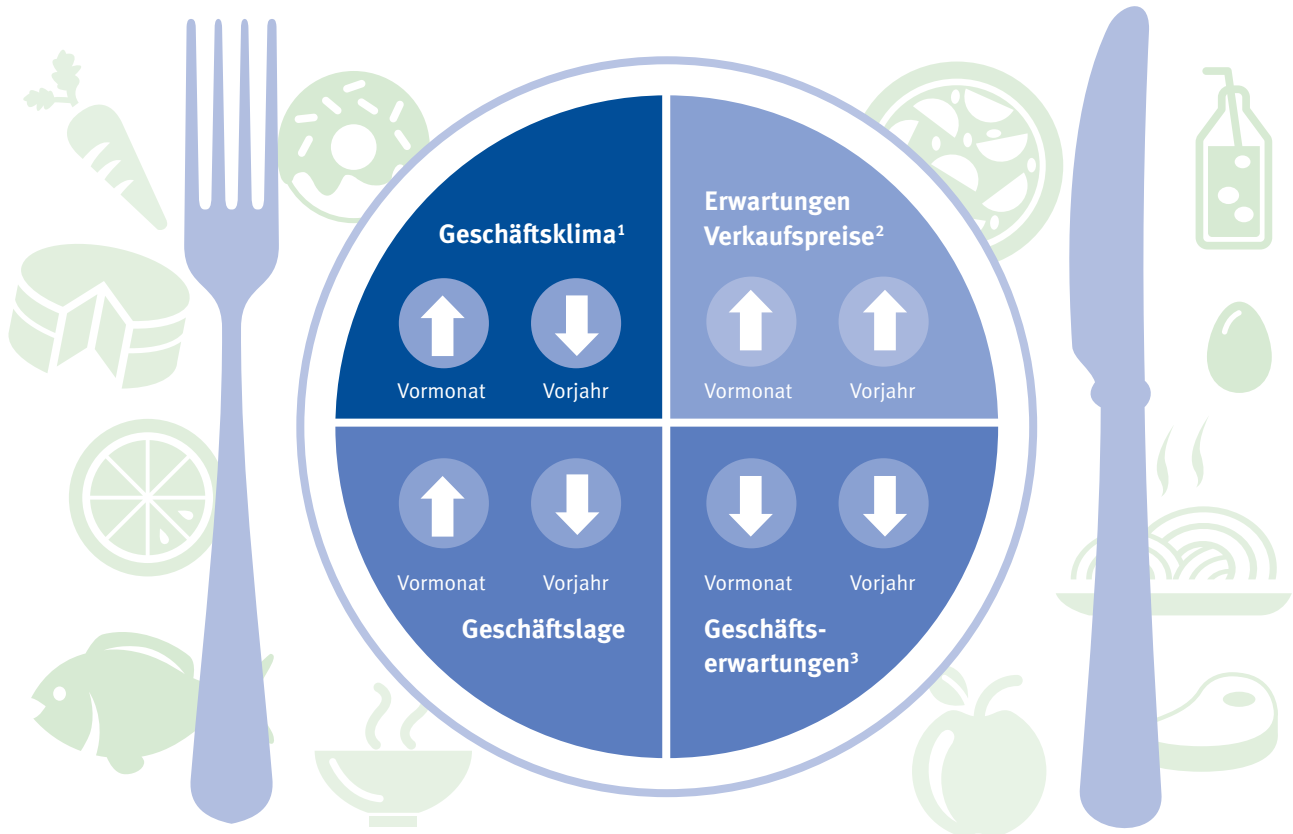 Geschäftsklima¹
Vormonat Vorjahr
Erwartungen
Verkaufspreise²
Vormonat Vorjahr
Vormonat Vorjahr
Geschäftslage
Vormonat Vorjahr
Geschäfts-
erwartungen³